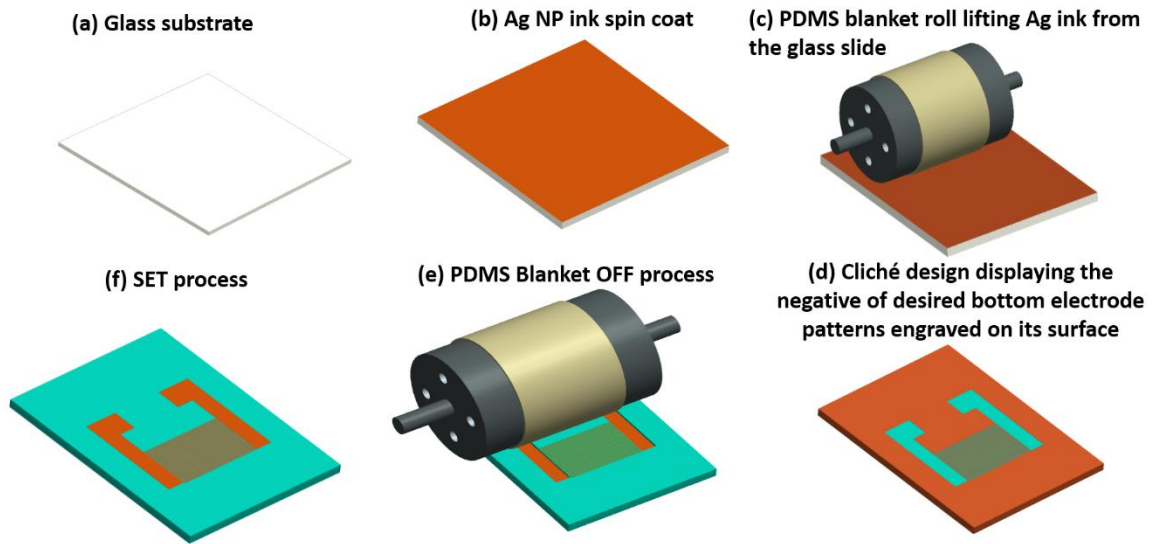 (a) Glass substrate
(b) Ag NP ink spin coat
(c) PDMS blanket roll lifting Ag ink from
the glass slide
(f) SET process
(e) PDMS Blanket OFF process
(d) Cliché design displaying the
negative of desired bottom electrode
patterns engraved on its surface